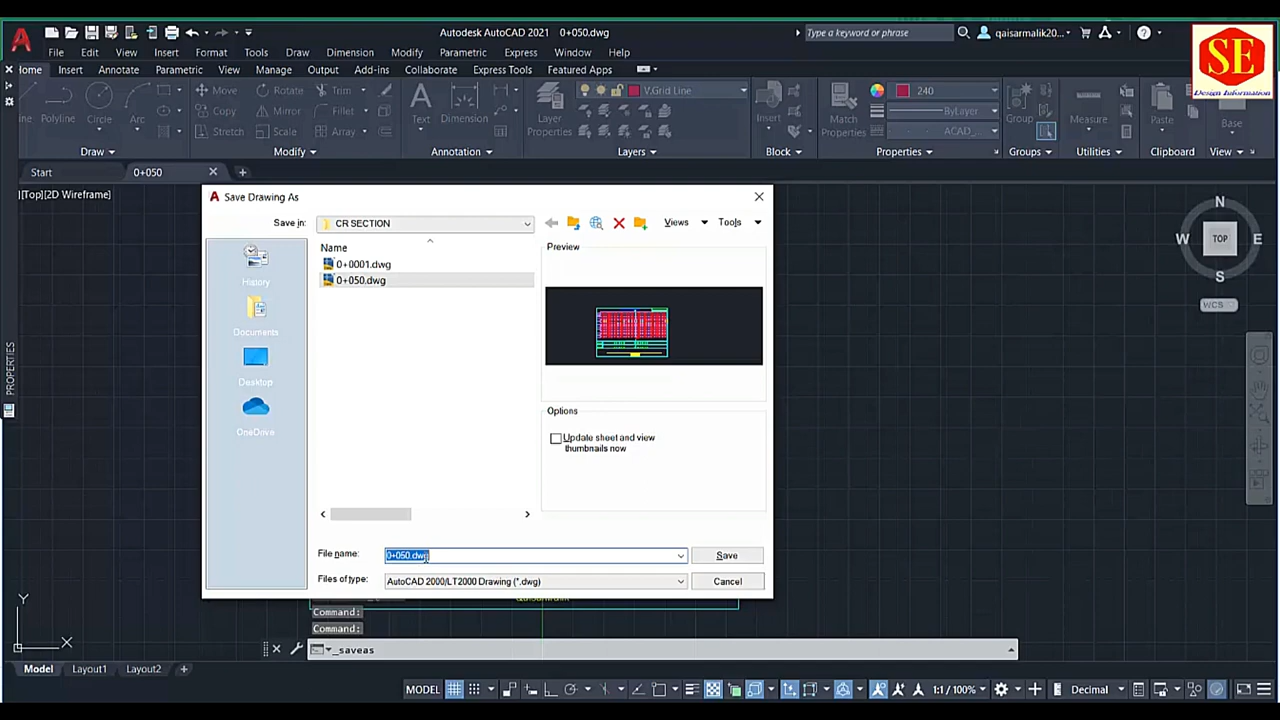 Autodesk AutoCAD 2021 0+050.dwg
Type a keyword or phrase
qaisarmalik20...
SE
Design Information
File Edit View Insert Format Tools Draw Dimension Modify Parametric Express Window Help
Home Insert Annotate Parametric View Manage Output Add-ins Collaborate Express Tools Featured Apps
Polyline Circle Arc
Move Rotate Trim
Copy Mirror Fillet
Stretch Scale Array
Text Dimension
Layer Properties
V.Grid Line
Insert
Match Properties
240
ByLayer
ACAD_...
Group
Measure
Paste
Base
Draw Modify Annotation Layers Block Properties Groups Utilities Clipboard View
Start 0+050
[Top][2D Wireframe]
N
W TOP E
S
WCS
PROPERTIES
A Save Drawing As
Save in: CR SECTION
Views Tools
Name
0+0001.dwg
0+050.dwg
History
Documents
Desktop
OneDrive
Preview
Options
Update sheet and view
thumbnails now
File name: 0+050.dwg Save
Files of type: AutoCAD 2000/LT2000 Drawing (*.dwg) Cancel
Command:
Command:
_saveas
Y
X
Model Layout1 Layout2
MODEL 1:1 / 100% Decimal